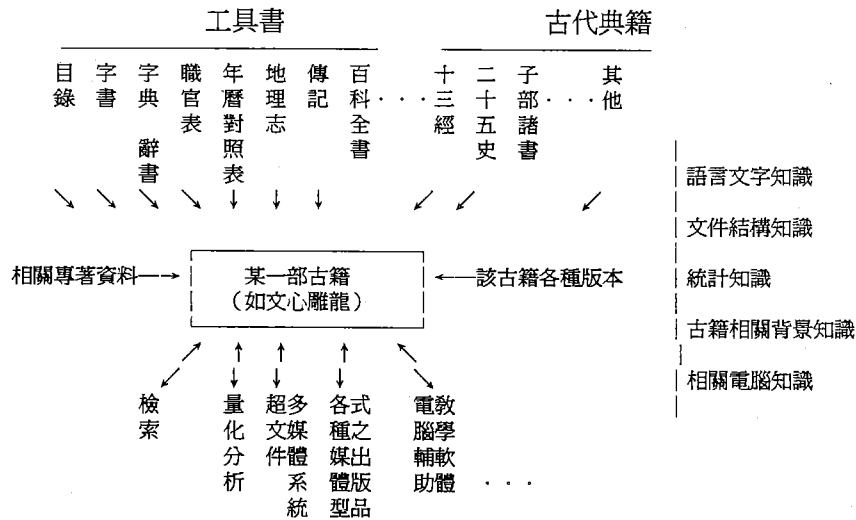 工具書
古代典籍
目錄
字書
字典 辭書
職官表
年曆對照表
地理志
傳記
百科全書
···
十三經
二十五史
子部諸書
···
其他
語言文字知識
文件結構知識
統計知識
古籍相關背景知識
相關電腦知識
相關專著資料
某一部古籍
（如文心雕龍）
該古籍各種版本
檢索
量化分析
超文件
多媒體系統
各種媒體型
式之出版品
電腦輔助
教學軟體
···